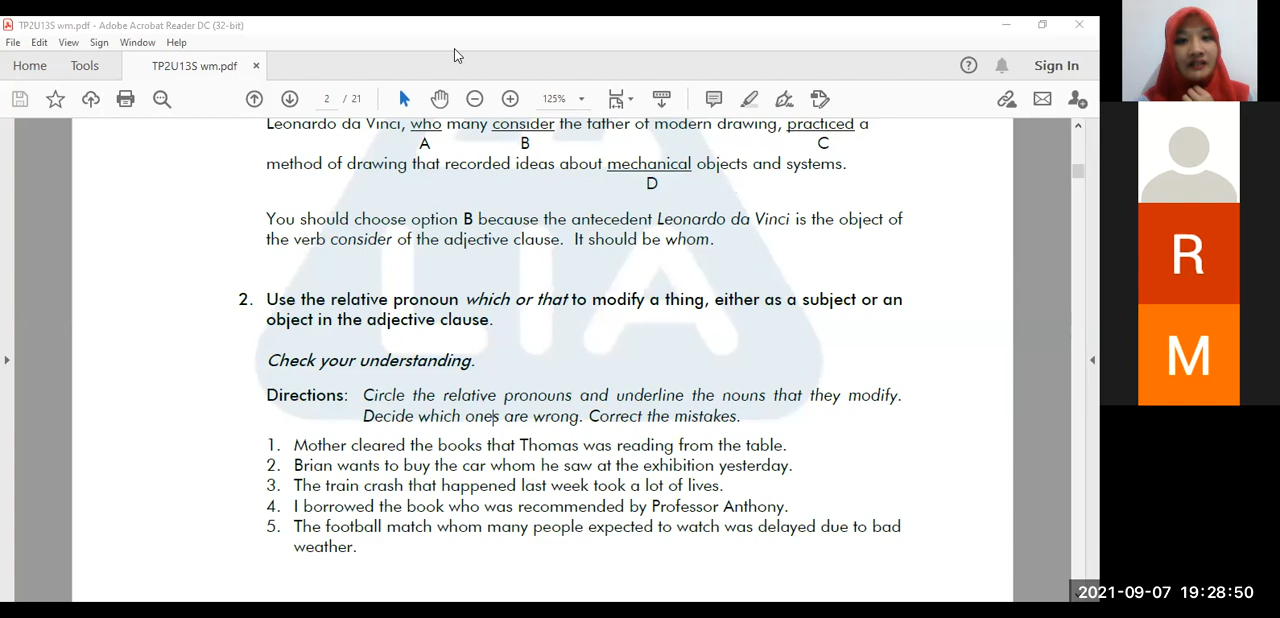 TP2U13S wm.pdf - Adobe Acrobat Reader DC (32-bit)
File Edit View Sign Window Help
Home Tools TP2U13S wm.pdf × Sign In
2 / 21 125%
Leonardo da Vinci, who many consider the father of modern drawing, practiced a
A B C
method of drawing that recorded ideas about mechanical objects and systems.
D
You should choose option B because the antecedent Leonardo da Vinci is the object of
the verb consider of the adjective clause. It should be whom.
2. Use the relative pronoun which or that to modify a thing, either as a subject or an
object in the adjective clause.
Check your understanding.
Directions: Circle the relative pronouns and underline the nouns that they modify.
Decide which ones are wrong. Correct the mistakes.
1. Mother cleared the books that Thomas was reading from the table.
2. Brian wants to buy the car whom he saw at the exhibition yesterday.
3. The train crash that happened last week took a lot of lives.
4. I borrowed the book who was recommended by Professor Anthony.
5. The football match whom many people expected to watch was delayed due to bad
weather.
LIA
R
M
2021-09-07 19:28:50